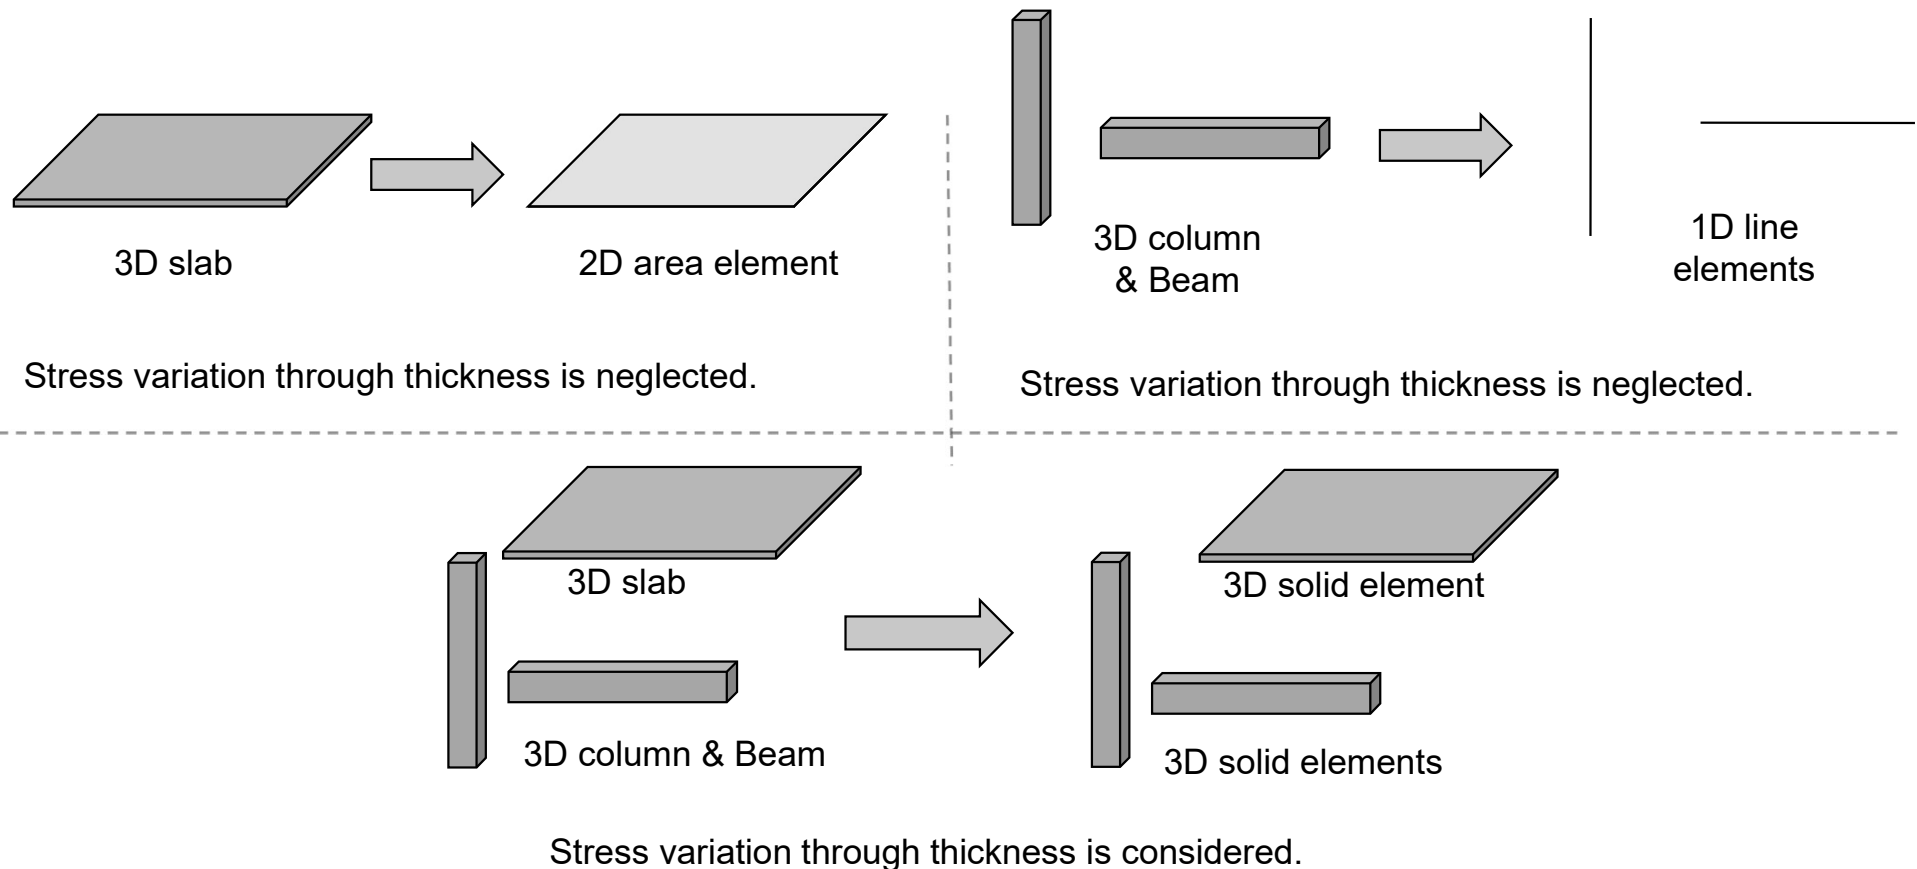 3D slab
2D area element
Stress variation through thickness is neglected.
3D column
& Beam
1D line
elements
Stress variation through thickness is neglected.
3D slab
3D column & Beam
3D solid element
3D solid elements
Stress variation through thickness is considered.